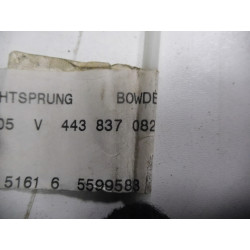 HTSPRUNG BOWDE
05 V 443 837 082
5161 6 5599583